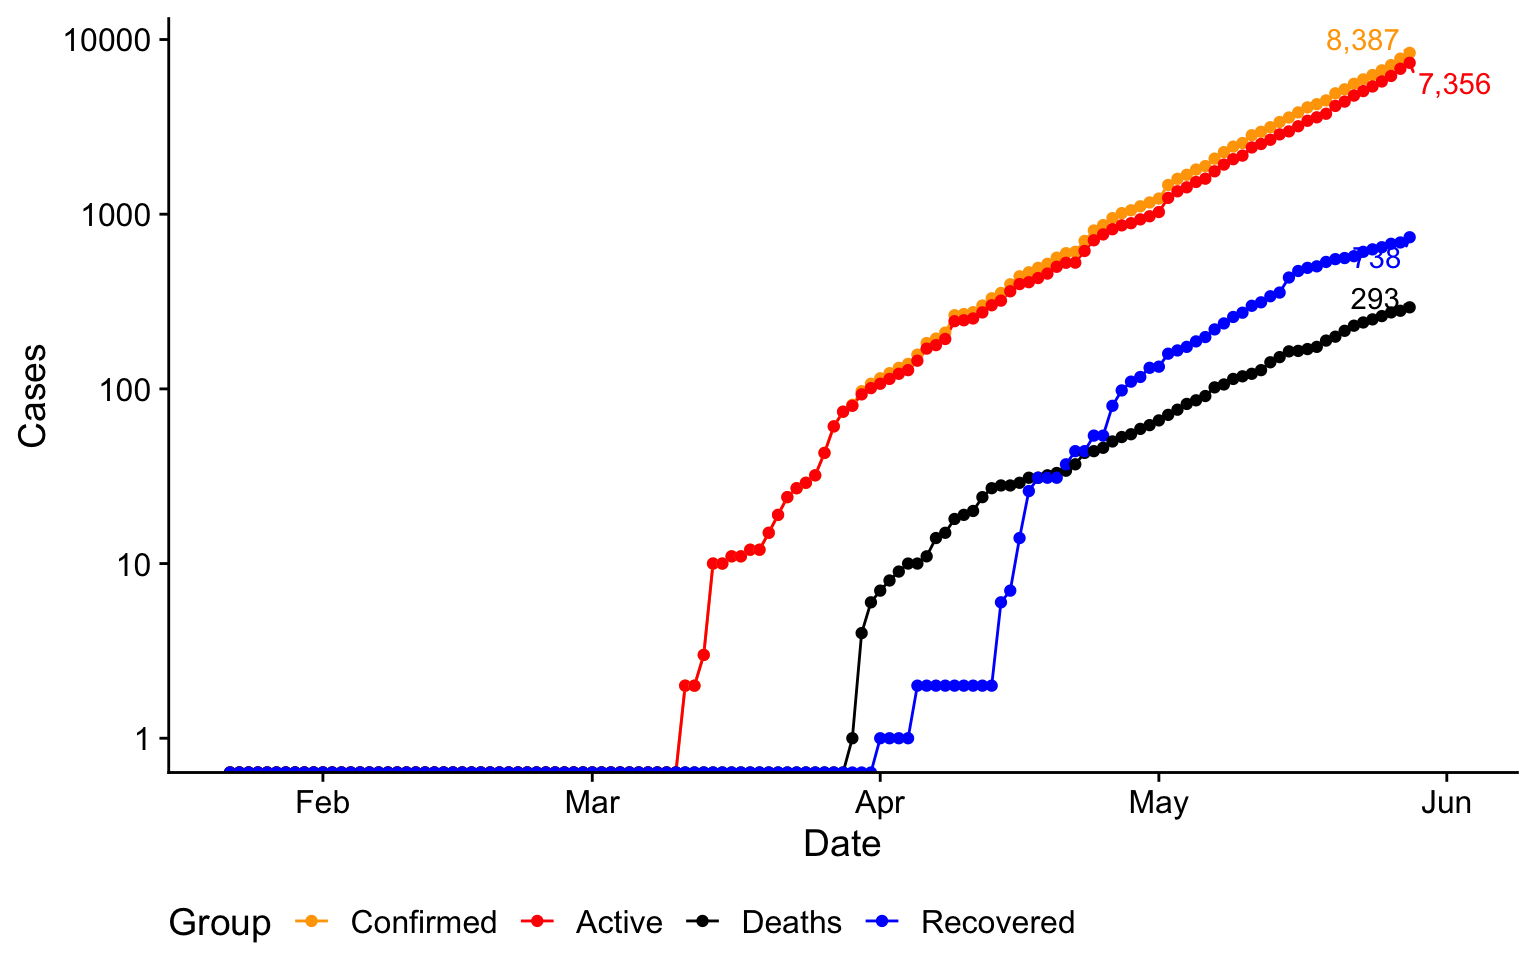 10000
1000
100
10
1
Cases
8,387
7,356
738
293
Feb Mar Apr May Jun
Date
Group Confirmed Active Deaths Recovered